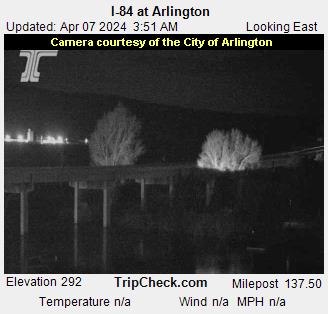 I-84 at Arlington
Updated: Apr 07 2024 3:51 AM Looking East
Camera courtesy of the City of Arlington
Elevation 292 TripCheck.com Milepost 137.50
Temperature n/a Wind n/a MPH n/a